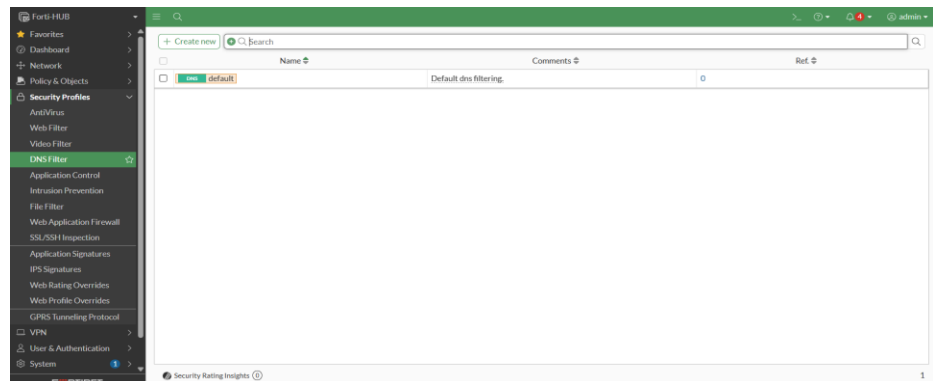 Forti-HUB
admin
Favorites
Dashboard
Network
Policy & Objects
Security Profiles
AntiVirus
Web Filter
Video Filter
DNS Filter
Application Control
Intrusion Prevention
File Filter
Web Application Firewall
SSL/SSH Inspection
Application Signatures
IPS Signatures
Web Rating Overrides
Web Profile Overrides
GPRS Tunneling Protocol
VPN
User & Authentication
System 1
+ Create new Search
Name Comments Ref.
DNS default Default dns filtering. 0
Security Rating Insights 0 1
4